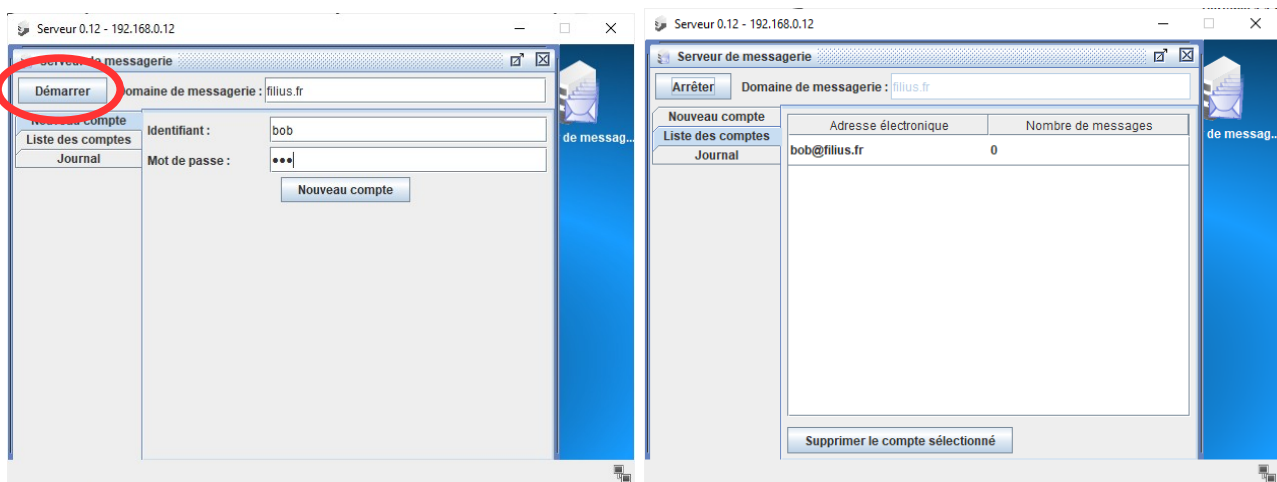 Serveur 0.12 - 192.168.0.12
Serveur de messagerie
Démarrer
Domaine de messagerie : filius.fr
Nouveau compte
Liste des comptes
Journal
Identifiant : bob
Mot de passe : •••
Nouveau compte
de messag...
Serveur 0.12 - 192.168.0.12
Serveur de messagerie
Arrêter
Domaine de messagerie : filius.fr
Nouveau compte
Liste des comptes
Journal
Adresse électronique Nombre de messages
bob@filius.fr 0
Supprimer le compte sélectionné
de messag..